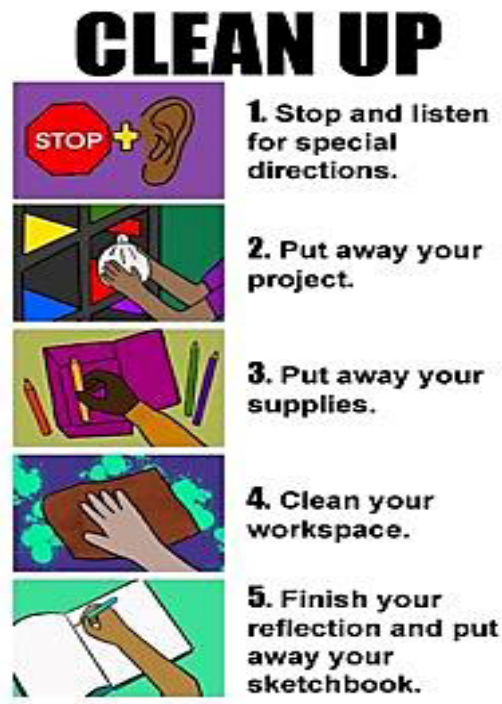 CLEAN UP
STOP
1. Stop and listen
for special
directions.
2. Put away your
project.
3. Put away your
supplies.
4. Clean your
workspace.
5. Finish your
reflection and put
away your
sketchbook.